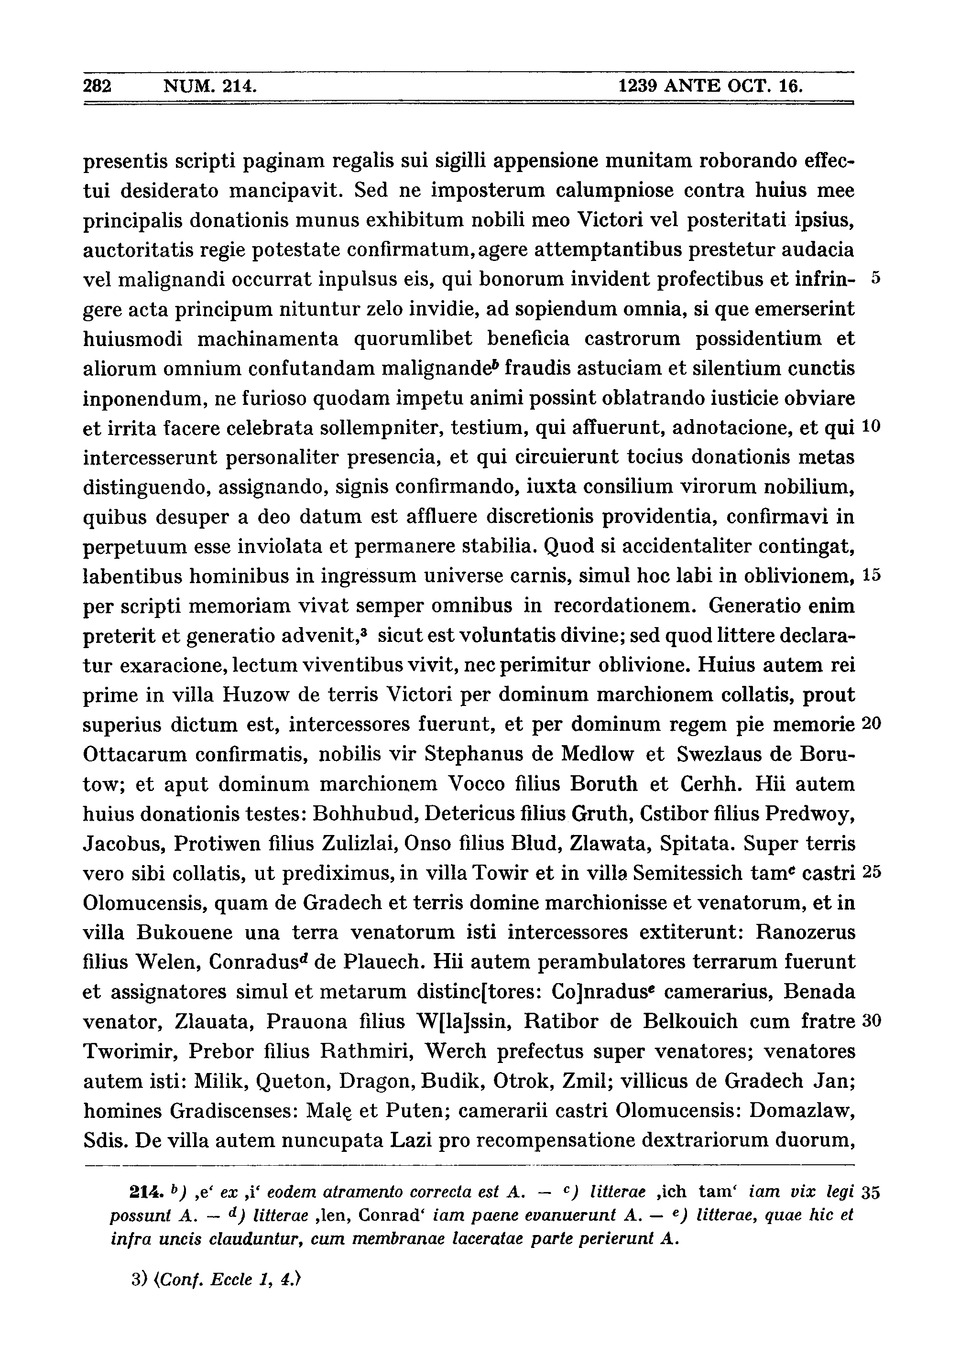 282 NUM. 214. 1239 ANTE OCT. 16.
presentis scripti paginam regalis sui sigilli appensione munitam roborando effec-
tui desiderato mancipavit. Sed ne imposterum calumpniose contra huius mee
principalis donationis munus exhibitum nobili meo Victori vel posteritati ipsius,
auctoritatis regie potestate confirmatum, agere attemptantibus prestetur audacia
vel malignandi occurrat inpulsus eis, qui bonorum invident profectibus et infrin- 5
gere acta principum nituntur zelo invidie, ad sopiendum omnia, si que emerserint
huiusmodi machinamenta quorumlibet beneficia castrorum possidentium et
aliorum omnium confutandam malignandeᵇ fraudis astuciam et silentium cunctis
inponendum, ne furioso quodam impetu animi possint oblatrando iusticie obviare
et irrita facere celebrata sollempniter, testium, qui affuerunt, adnotacione, et qui 10
intercesserunt personaliter presencia, et qui circuierunt tocius donationis metas
distinguendo, assignando, signis confirmando, iuxta consilium virorum nobilium,
quibus desuper a deo datum est affluere discretionis providentia, confirmavi in
perpetuum esse inviolata et permanere stabilia. Quod si accidentaliter contingat,
labentibus hominibus in ingressum universe carnis, simul hoc labi in oblivionem, 15
per scripti memoriam vivat semper omnibus in recordationem. Generatio enim
preterit et generatio advenit,³ sicut est voluntatis divine; sed quod littere declara-
tur exaracione, lectum viventibus vivit, nec perimitur oblivione. Huius autem rei
prime in villa Huzow de terris Victori per dominum marchionem collatis, prout
superius dictum est, intercessores fuerunt, et per dominum regem pie memorie 20
Ottacarum confirmatis, nobilis vir Stephanus de Medlow et Swezlaus de Boru-
tow; et aput dominum marchionem Vocco filius Boruth et Cerhh. Hii autem
huius donationis testes: Bohhubud, Detericus filius Gruth, Cstibor filius Predwoy,
Jacobus, Protiwen filius Zulizlai, Onso filius Blud, Zlawata, Spitata. Super terris
vero sibi collatis, ut prediximus, in villa Towir et in villa Semitessich tamᶜ castri 25
Olomucensis, quam de Gradech et terris domine marchionisse et venatorum, et in
villa Bukouene una terra venatorum isti intercessores extiterunt: Ranozerus
filius Welen, Conradusᵈ de Plauech. Hii autem perambulatores terrarum fuerunt
et assignatores simul et metarum distinc[tores: Co]nradusᵉ camerarius, Benada
venator, Zlauata, Prauona filius W[la]ssin, Ratibor de Belkouich cum fratre 30
Tworimir, Prebor filius Rathmiri, Werch prefectus super venatores; venatores
autem isti: Milik, Queton, Dragon, Budik, Otrok, Zmil; villicus de Gradech Jan;
homines Gradiscenses: Malę et Puten; camerarii castri Olomucensis: Domazlaw,
Sdis. De villa autem nuncupata Lazi pro recompensatione dextrariorum duorum,
214. ᵇ) ‚e‘ ex ‚i‘ eodem atramento correcta est A. — ᶜ) litterae ‚ich tam‘ iam vix legi 35
possunt A. — ᵈ) litterae ‚len, Conrad‘ iam paene evanuerunt A. — ᵉ) litterae, quae hic et
infra uncis clauduntur, cum membranae laceratae parte perierunt A.
3) ⟨Conf. Eccle 1, 4.⟩